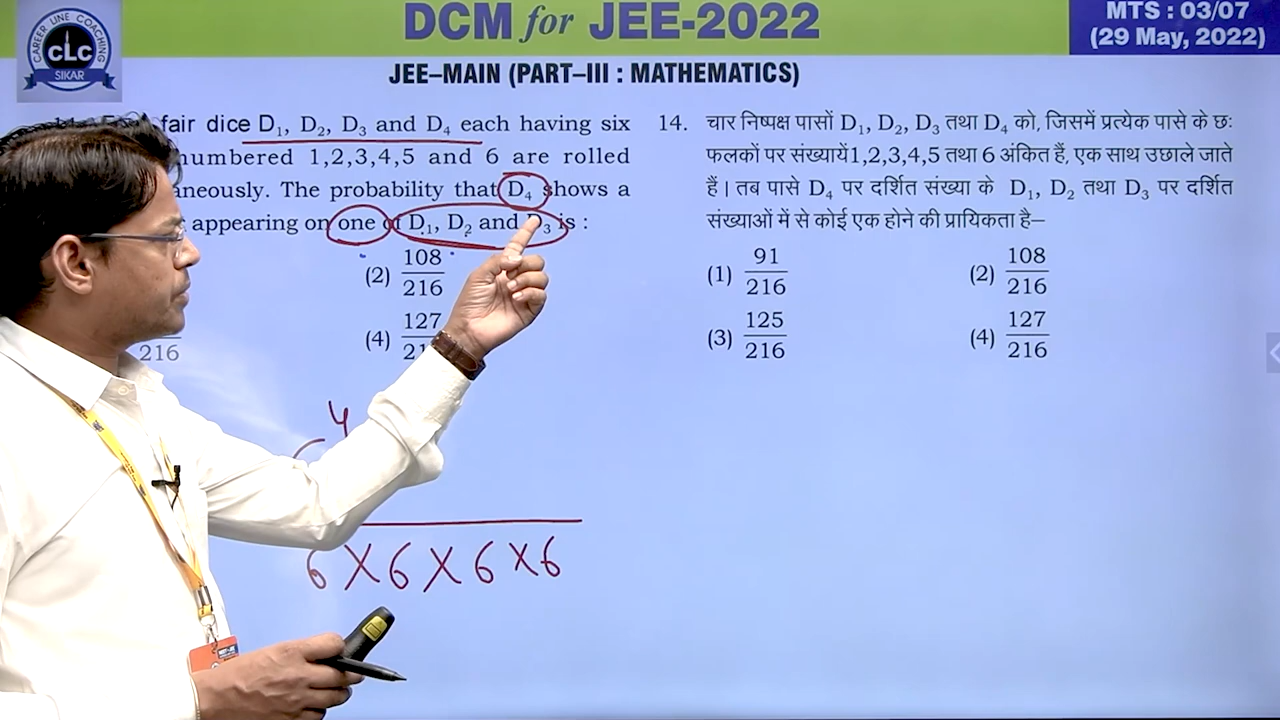 DCM for JEE-2022
MTS : 03/07
(29 May, 2022)
CAREER LINE COACHING
CLC
SIKAR
JEE–MAIN (PART–III : MATHEMATICS)
fair dice D₁, D₂, D₃ and D₄ each having six
numbered 1,2,3,4,5 and 6 are rolled
aneously. The probability that D₄ shows a
appearing on one of D₁, D₂ and D₃ is :
(2) 108/216
(4) 127/21
216
14. चार निष्पक्ष पासों D₁, D₂, D₃ तथा D₄ को, जिसमें प्रत्येक पासे के छः
फलकों पर संख्यायें 1,2,3,4,5 तथा 6 अंकित हैं, एक साथ उछाले जाते
हैं। तब पासे D₄ पर दर्शित संख्या के D₁, D₂ तथा D₃ पर दर्शित
संख्याओं में से कोई एक होने की प्रायिकता है–
(1) 91/216 (2) 108/216
(3) 125/216 (4) 127/216
4
6 × 6 × 6 × 6